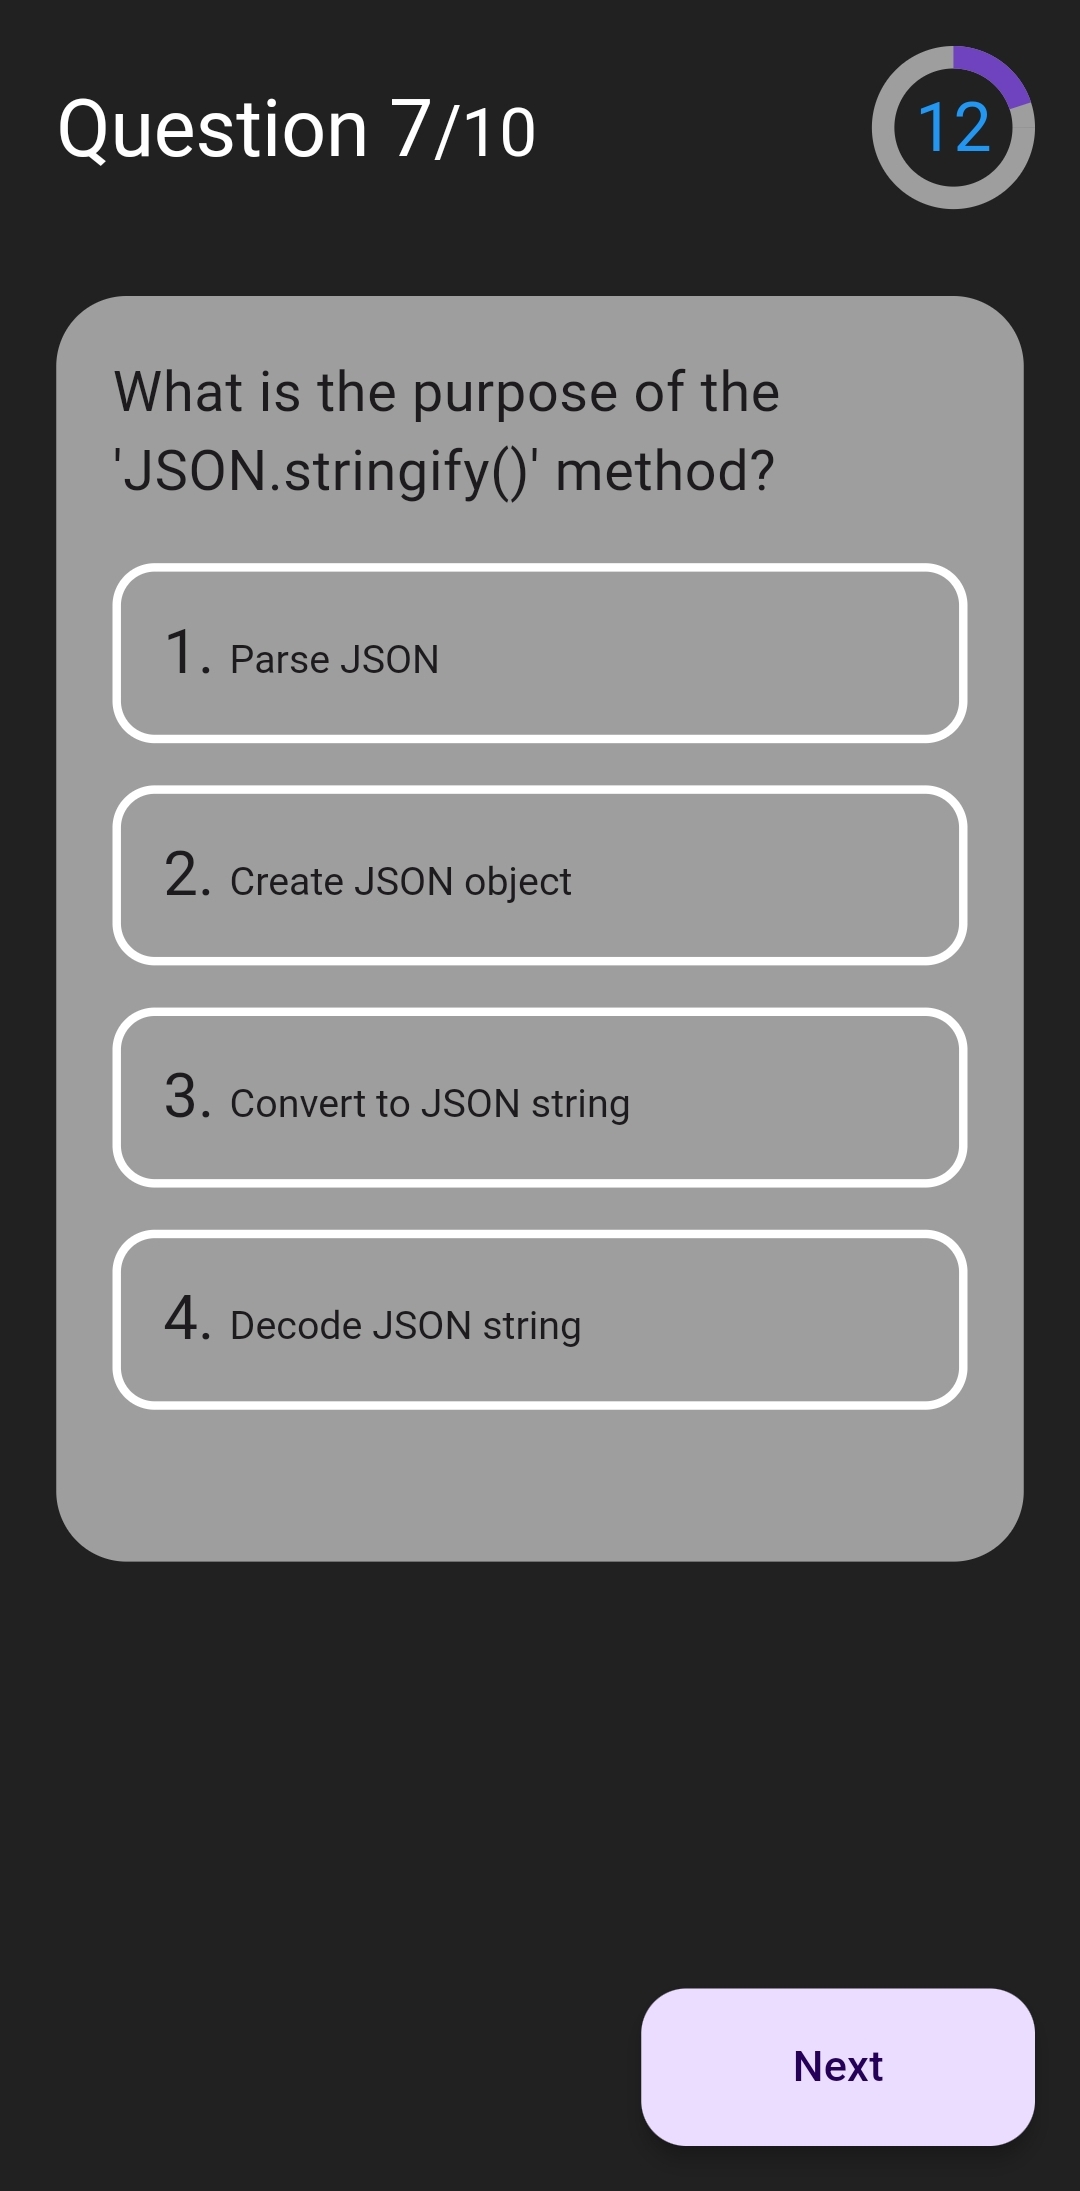 Question 7/10
12
What is the purpose of the
'JSON.stringify()' method?
1. Parse JSON
2. Create JSON object
3. Convert to JSON string
4. Decode JSON string
Next